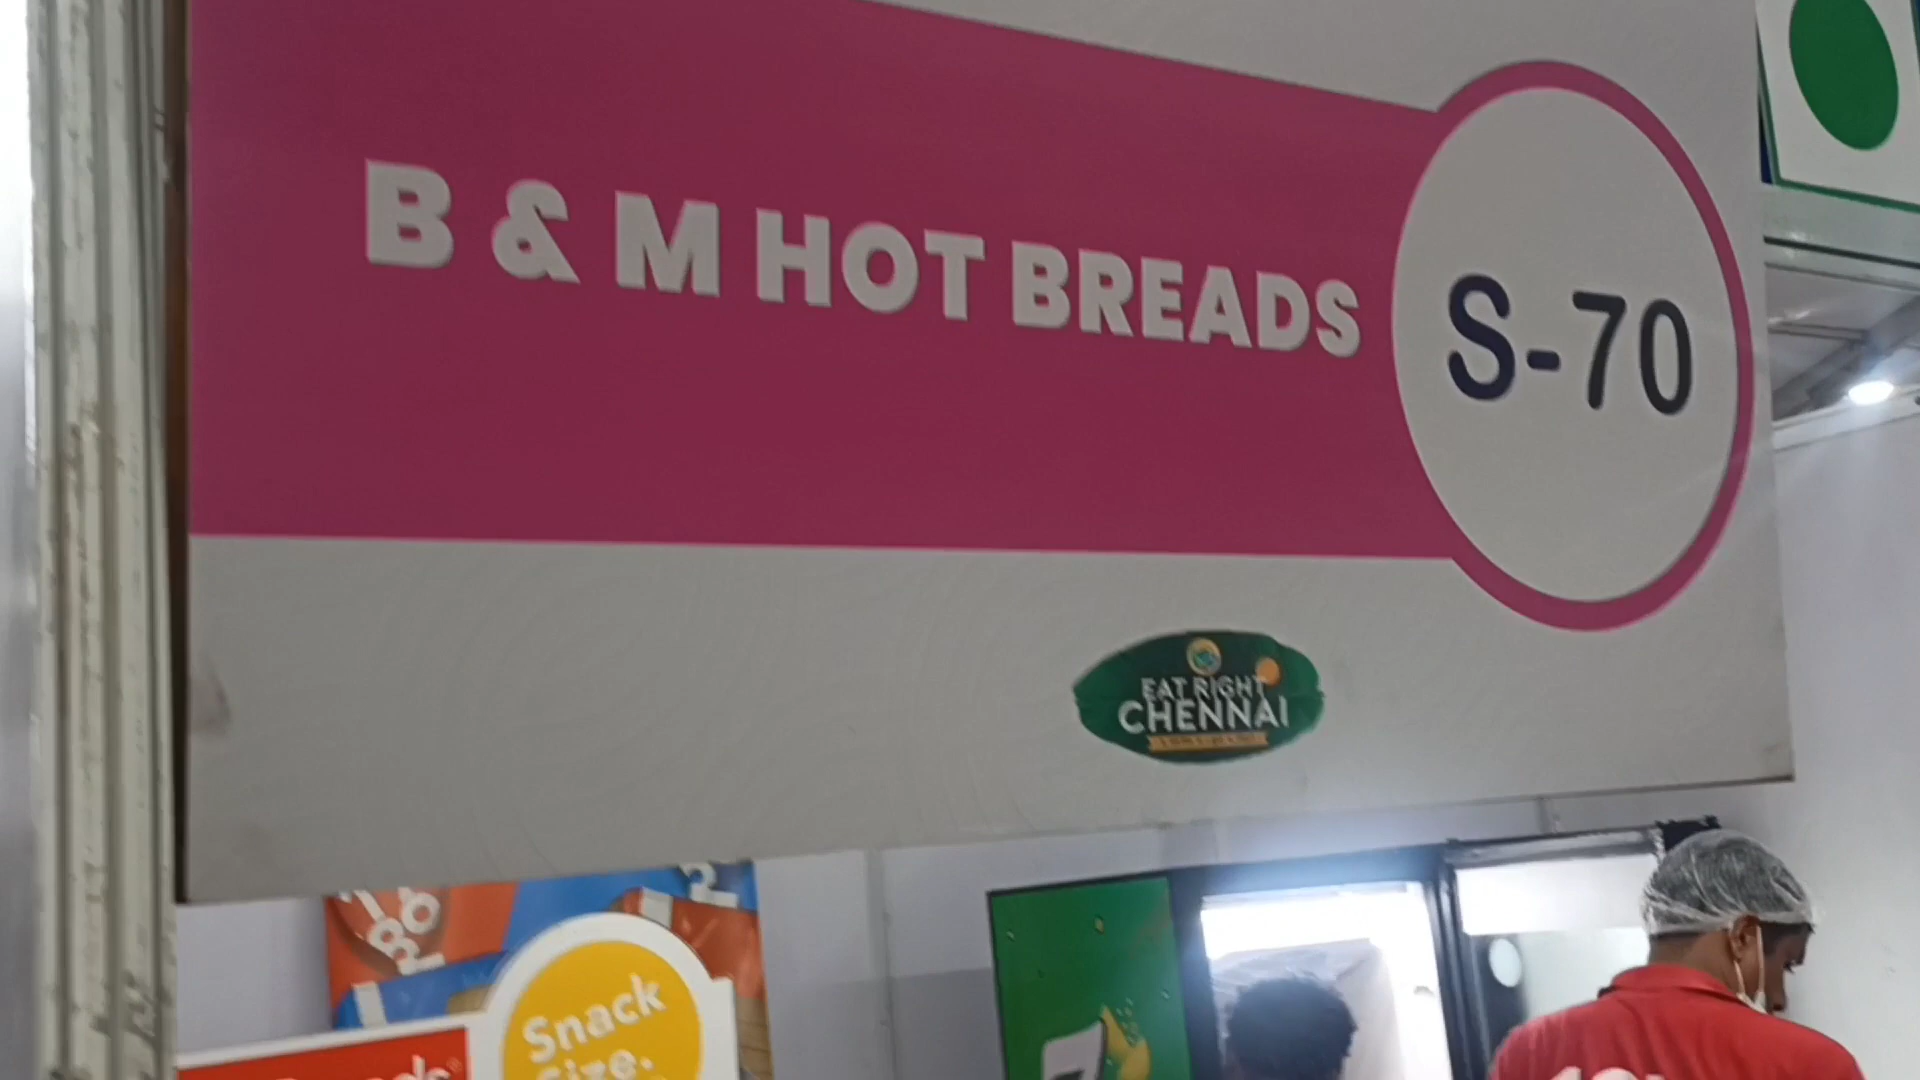 B & M HOT BREADS
S-70
EAT RIGHT
CHENNAI
Snack
Size.